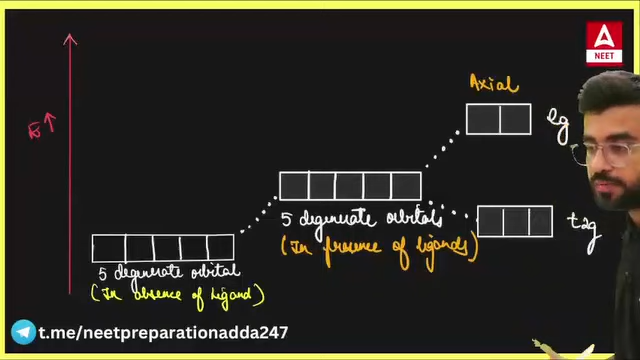 A
NEET
Axial
eg
E↑
5 degenerate orbitals
(In presence of ligands)
t2g
5 degenerate orbital
(In absence of Ligand)
t.me/neetpreparationadda247